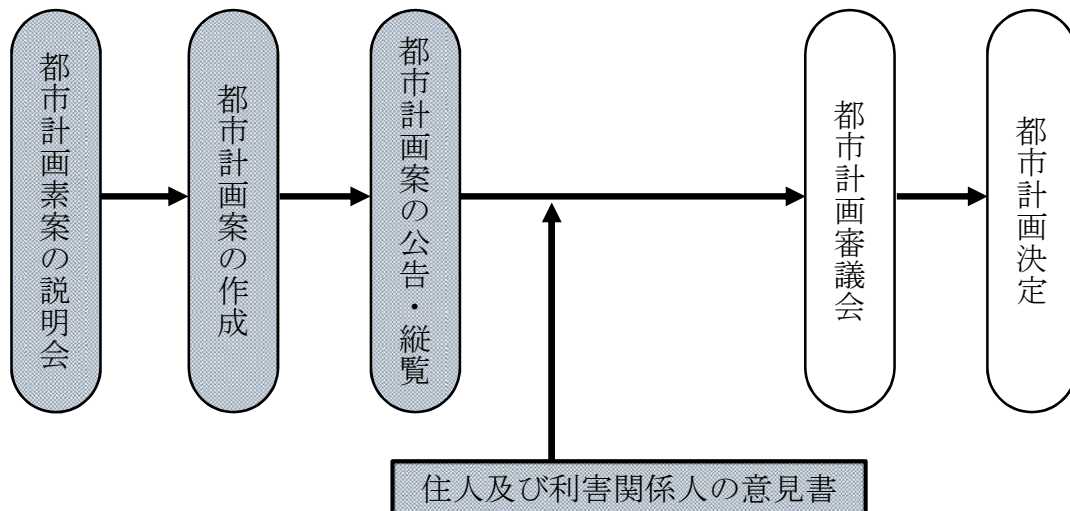 都市計画素案の説明会
都市計画案の作成
都市計画案の公告・縦覧
都市計画審議会
都市計画決定
住人及び利害関係人の意見書